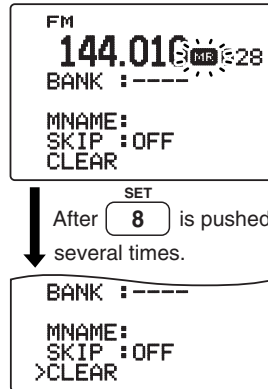 FM
144.010 MR 28
BANK :----
MNAME:
SKIP :OFF
CLEAR
SET
After 8 is pushed
several times.
BANK :----
MNAME:
SKIP :OFF
>CLEAR